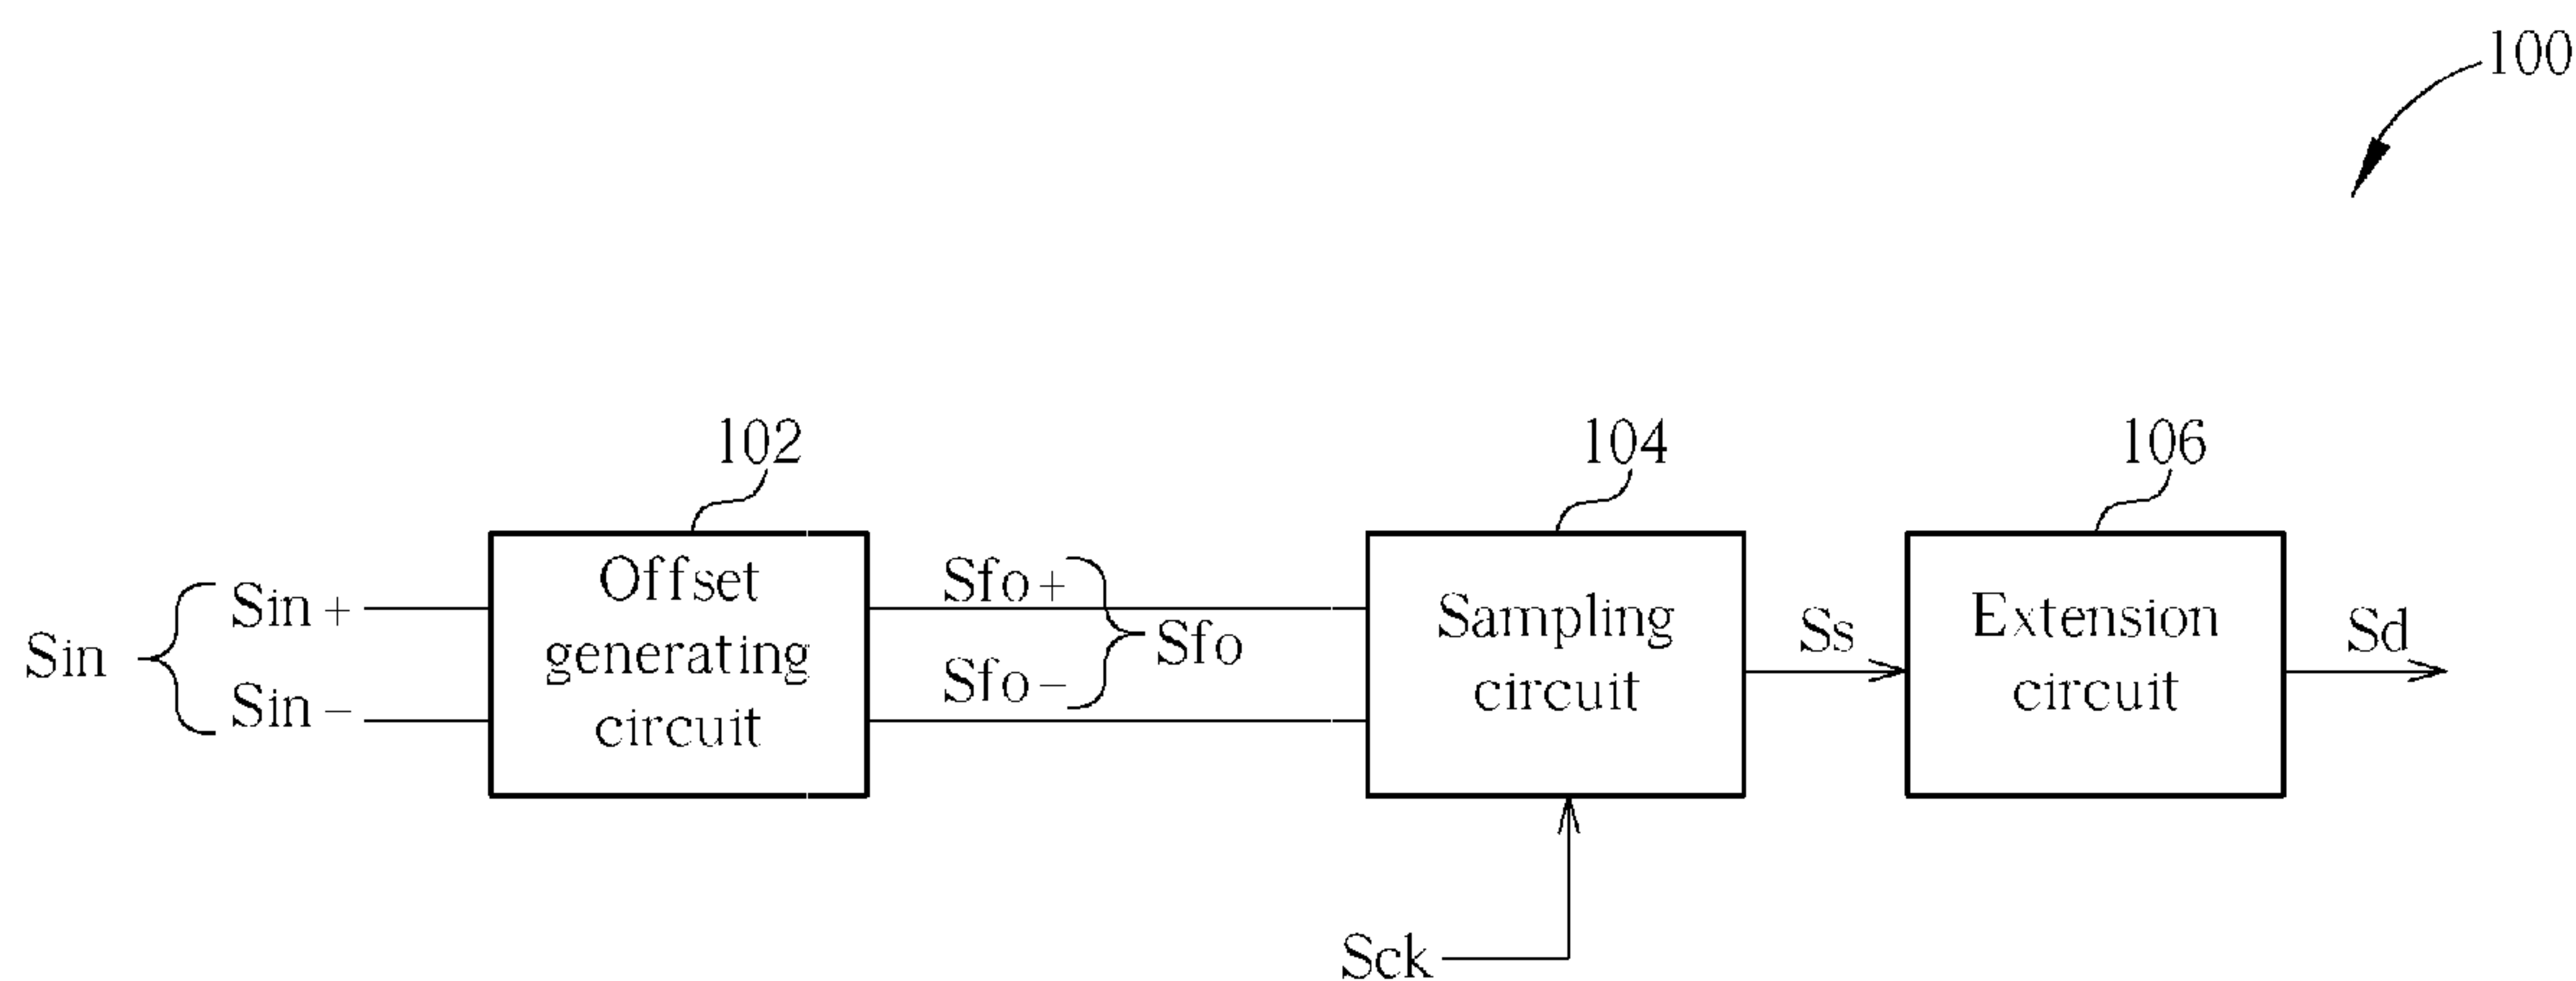 100
102
104
106
Sin
Sin+
Sin−
Offset
generating
circuit
Sfo+
Sfo−
Sfo
Sampling
circuit
Ss
Extension
circuit
Sd
Sck